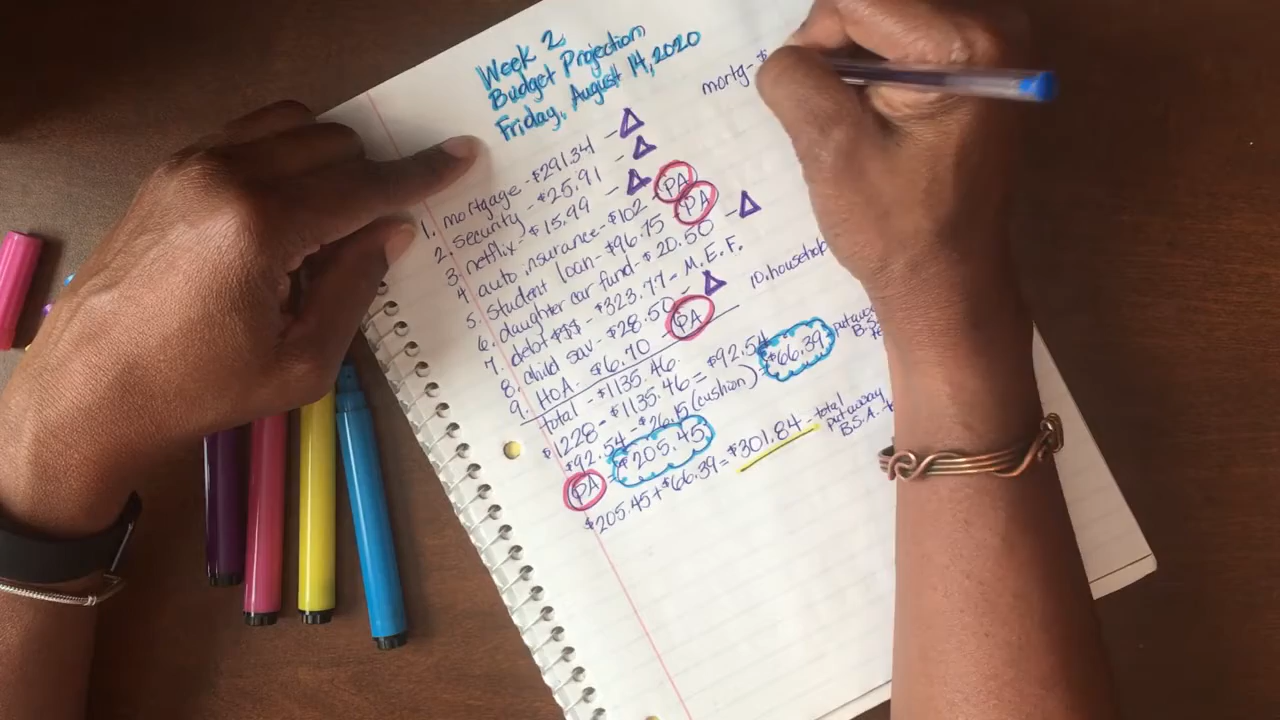 Week 2
Budget Projection
Friday, August 14, 2020
mortg- $
1. mortgage - $291.34 -
2. security - $25.91 -
3. netflix - $15.99 -
4. auto insurance - $102 - PA
5. student loan - $96.75 PA
6. daughter car fund - $20.50 -
7. debt $$$ - $323.77 - M.E.F.
8. child sav - $28.50 -
9. HOA - $6.70 - PA
10. household
total - $1135.46
$1228 - $1135.46 = $92.54
$92.54 - $26.15 (cushion) = $66.39
PA = $205.45
$205.45 + $66.39 = $301.84 - total
put away
B.S.A.